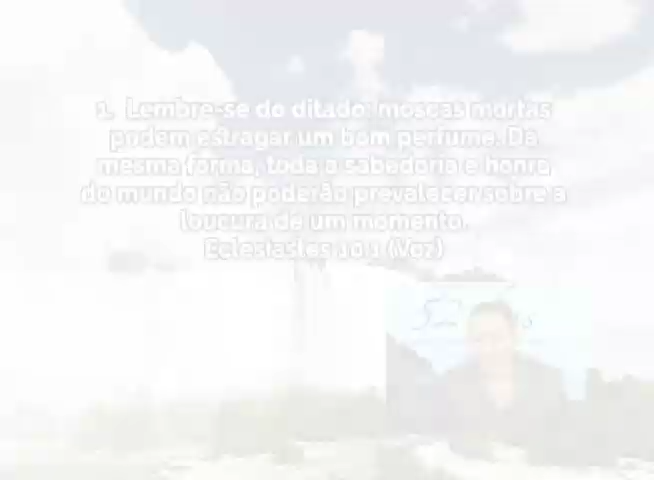 1. Lembre-se do ditado: moscas mortas
podem estragar um bom perfume. Da
mesma forma, toda a sabedoria e honra
do mundo não poderão prevalecer sobre a
loucura de um momento.
Eclesiastes 10:1 (Voz)
52
s